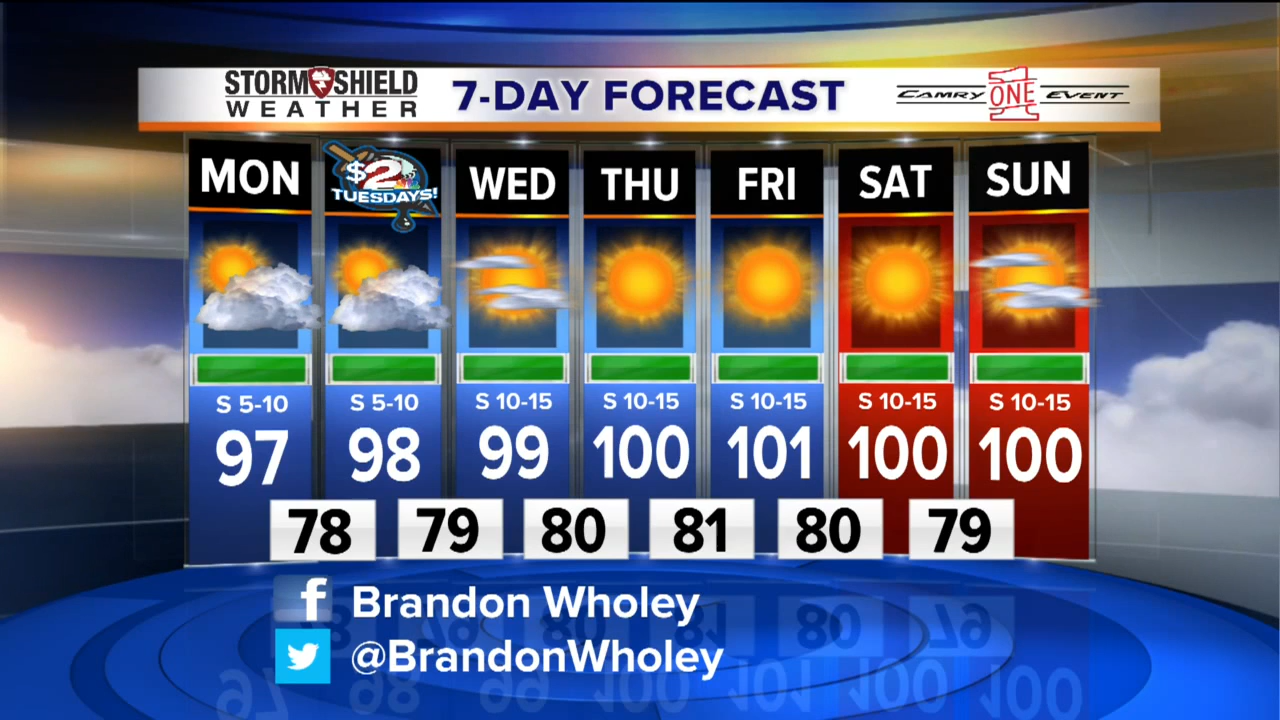 STORM SHIELD
WEATHER
7-DAY FORECAST
CAMRY ONE EVENT
1
MON
$2
TUESDAYS!
WED
THU
FRI
SAT
SUN
S 5-10
S 5-10
S 10-15
S 10-15
S 10-15
S 10-15
S 10-15
97
98
99
100
101
100
100
78
79
80
81
80
79
f Brandon Wholey
@BrandonWholey